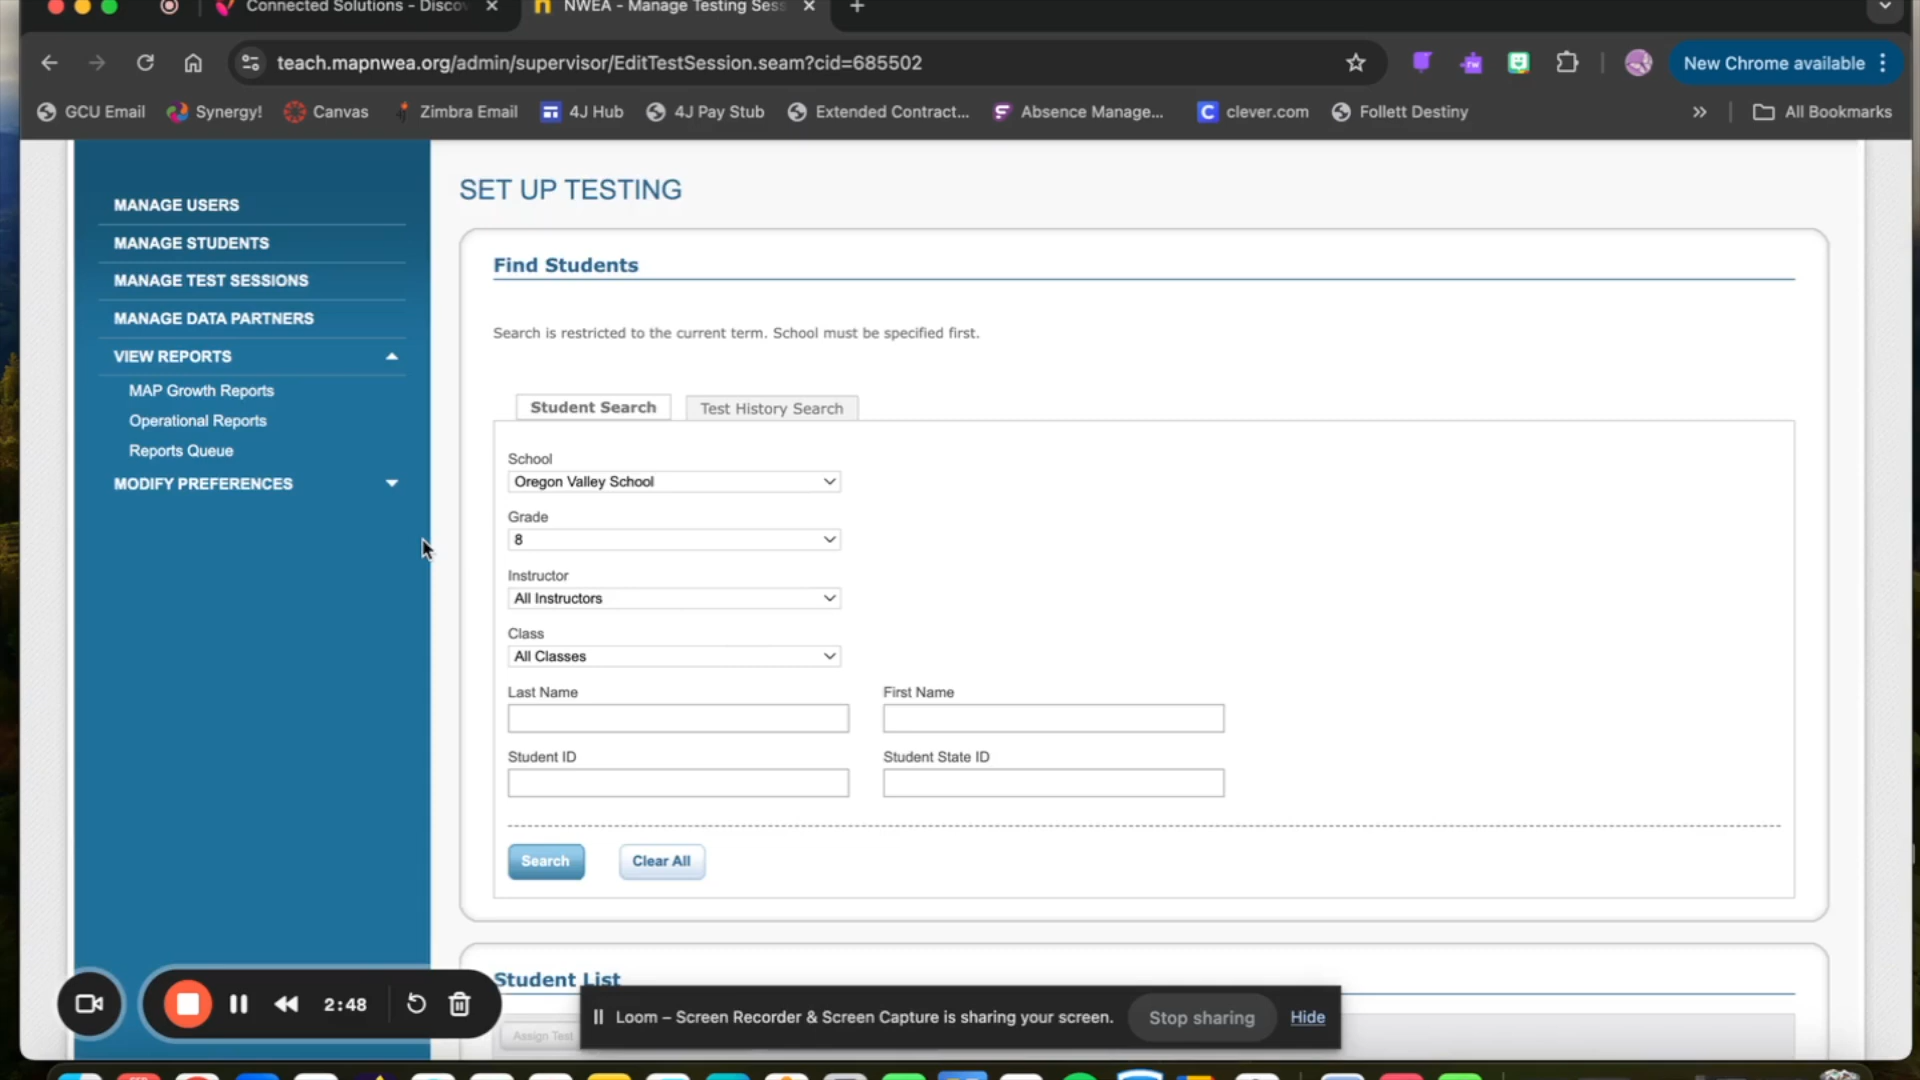 Connected Solutions - Disco
NWEA - Manage Testing Sess
teach.mapnwea.org/admin/supervisor/EditTestSession.seam?cid=685502
New Chrome available
GCU Email
Synergy!
Canvas
Zimbra Email
4J Hub
4J Pay Stub
Extended Contract...
Absence Manage...
clever.com
Follett Destiny
All Bookmarks
MANAGE USERS
MANAGE STUDENTS
MANAGE TEST SESSIONS
MANAGE DATA PARTNERS
VIEW REPORTS
MAP Growth Reports
Operational Reports
Reports Queue
MODIFY PREFERENCES
SET UP TESTING
Find Students
Search is restricted to the current term. School must be specified first.
Student Search
Test History Search
School
Oregon Valley School
Grade
8
Instructor
All Instructors
Class
All Classes
Last Name
First Name
Student ID
Student State ID
Search
Clear All
Student List
Assign Test
2:48
Loom – Screen Recorder & Screen Capture is sharing your screen.
Stop sharing
Hide